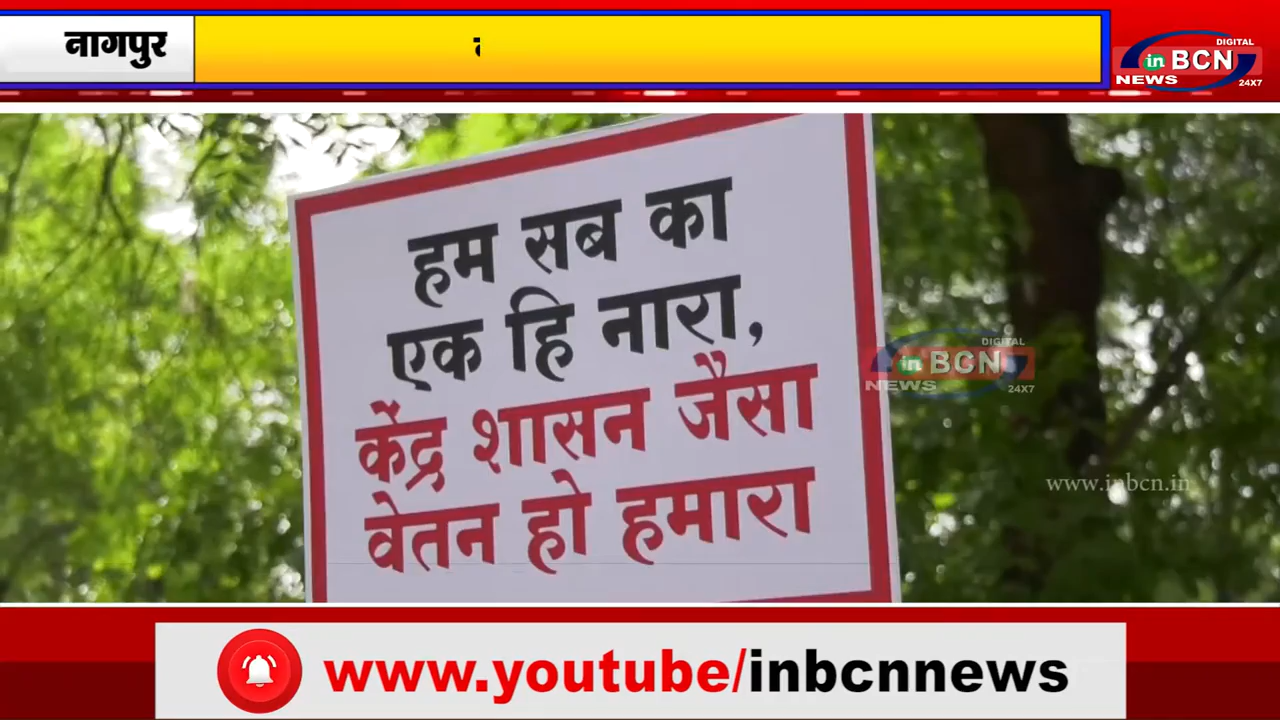 नागपुर
DIGITAL
in BCN
NEWS 24X7
हम सब का
एक हि नारा,
केंद्र शासन जैसा
वेतन हो हमारा
DIGITAL
in BCN
NEWS 24X7
www.inbcn.in
www.youtube/inbcnnews